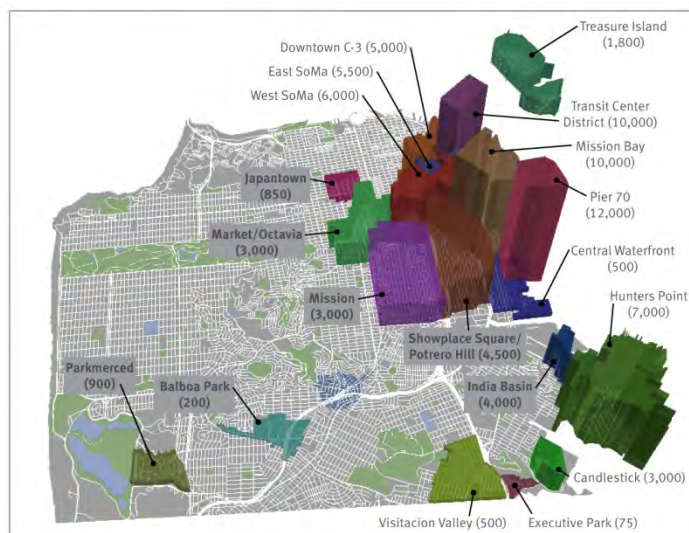 Treasure Island
(1,800)
Downtown C-3 (5,000)
East SoMa (5,500)
West SoMa (6,000)
Transit Center
District (10,000)
Mission Bay
(10,000)
Japantown
(850)
Pier 70
(12,000)
Market/Octavia
(3,000)
Central Waterfront
(500)
Mission
(3,000)
Hunters Point
(7,000)
Showplace Square/
Potrero Hill (4,500)
Parkmerced
(900)
Balboa Park
(200)
India Basin
(4,000)
Candlestick (3,000)
Visitacion Valley (500)
Executive Park (75)